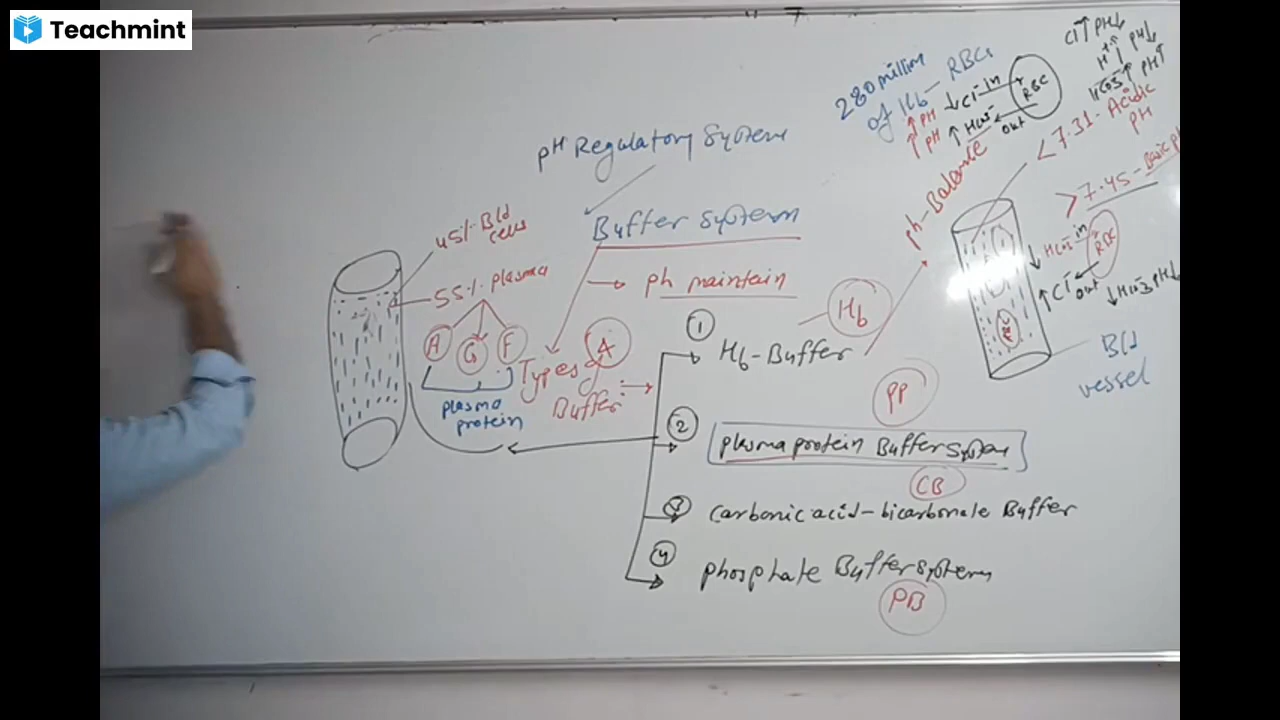 Teachmint
pH Regulatory System
Buffer System
ph maintain
Types of
Buffer
A
45% Bld
cells
55% plasma
A G F
plasma
protein
1
Hb-Buffer
Hb
2
PP
plasma protein Buffer System
3
CB
Carbonic acid-bicarbonate Buffer
4
phosphate Buffer System
PB
280 million
of Hb - RBCs
Cl↑ PH↓
H+↑ PH↓
HCO3↑ PH↑
↑PH ↓Cl- in
RBC
↑PH ↑HCO3-
out
ph-Balance
< 7.31 - Acidic
PH
> 7.45 - Basic
↓ HCO3- in
RBC
↑ Cl- out
↓HCO3 PH↓
Bld
vessel